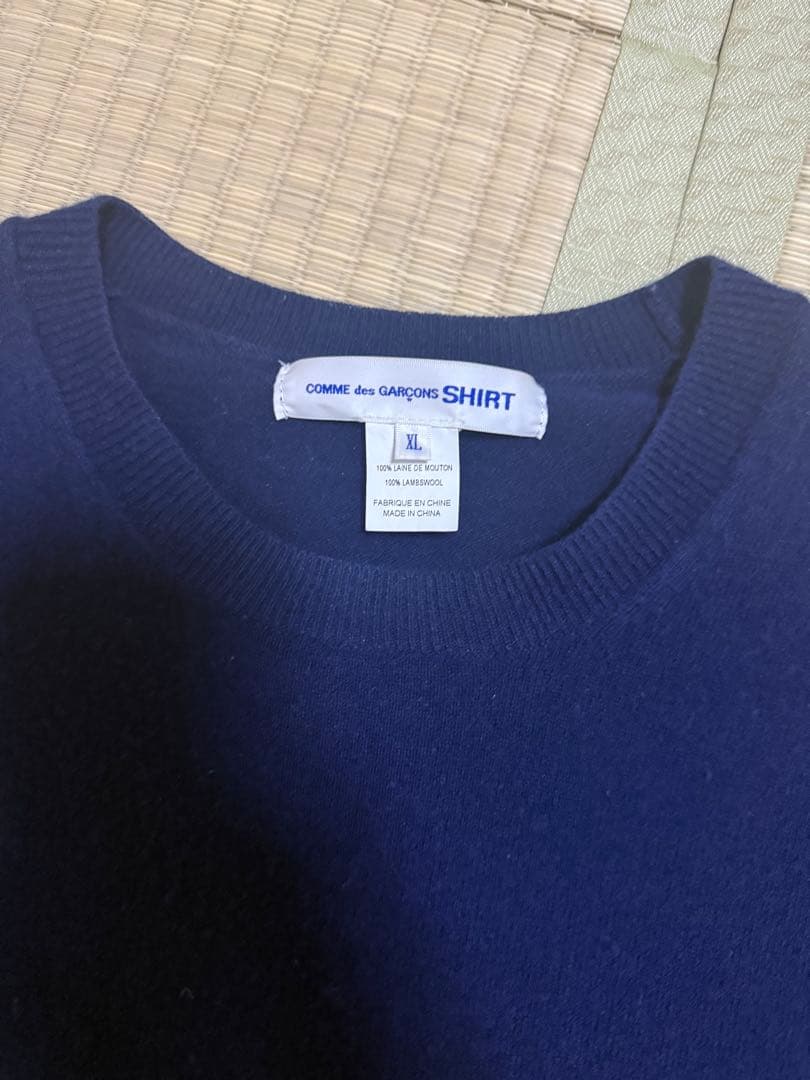 COMME des GARÇONS SHIRT
XL
100% LAINE DE MOUTON
100% LAMBSWOOL
FABRIQUE EN CHINE
MADE IN CHINA